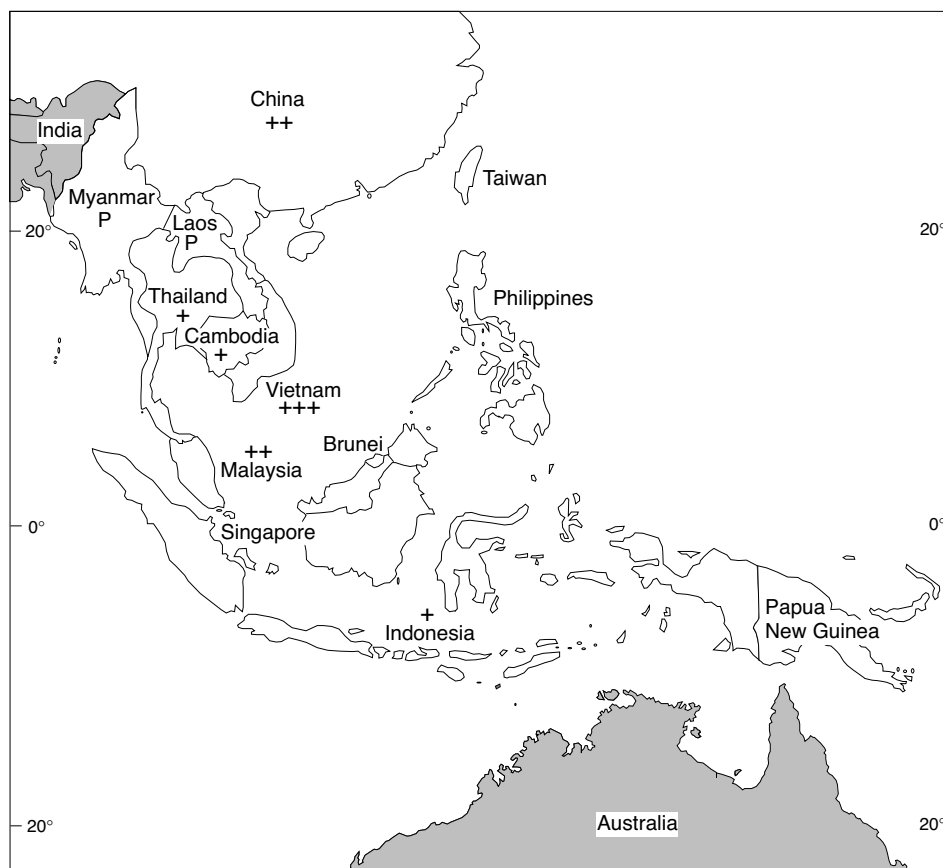 China
++
India
Taiwan
Myanmar
P
Laos
P
20°
20°
Thailand
+
Philippines
Cambodia
+
Vietnam
+++
Brunei
++
Malaysia
0°
Singapore
0°
+
Indonesia
Papua
New Guinea
20°
Australia
20°